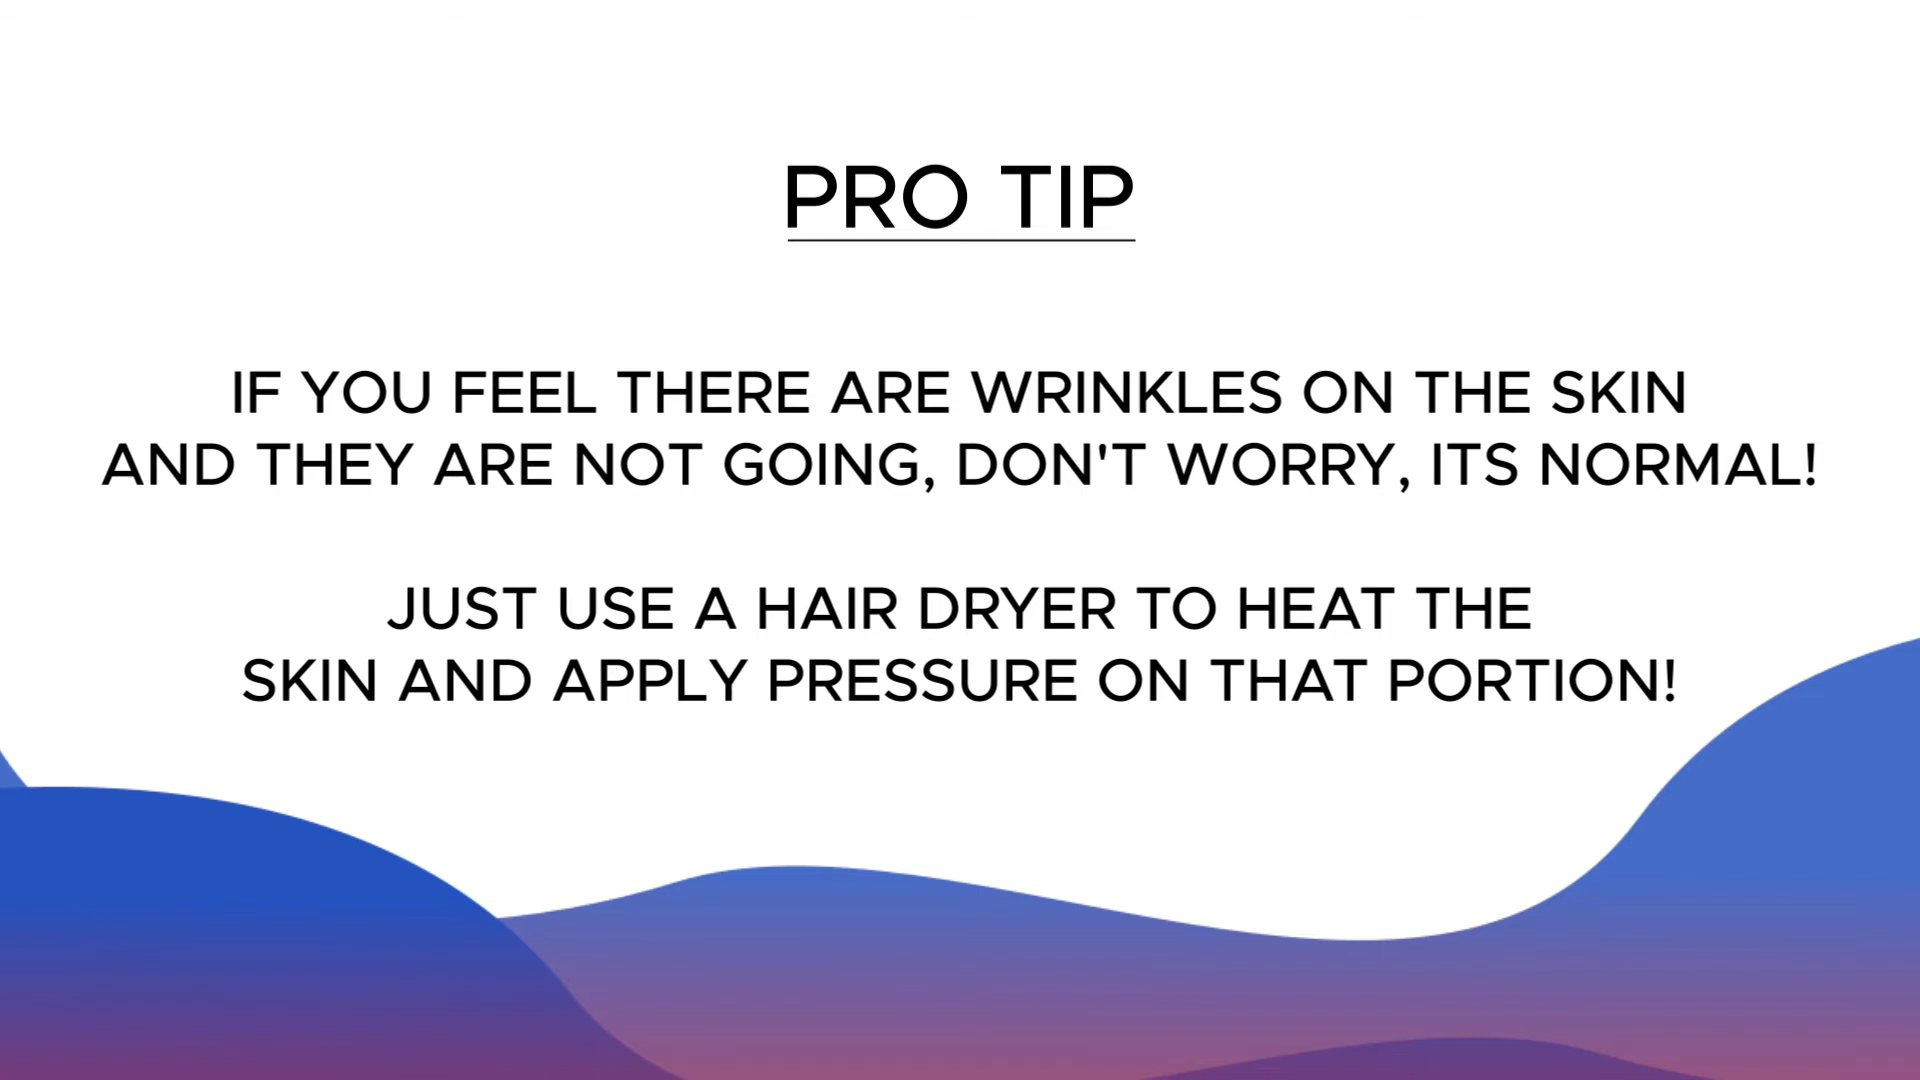 PRO TIP
IF YOU FEEL THERE ARE WRINKLES ON THE SKIN
AND THEY ARE NOT GOING, DON'T WORRY, ITS NORMAL!
JUST USE A HAIR DRYER TO HEAT THE
SKIN AND APPLY PRESSURE ON THAT PORTION!